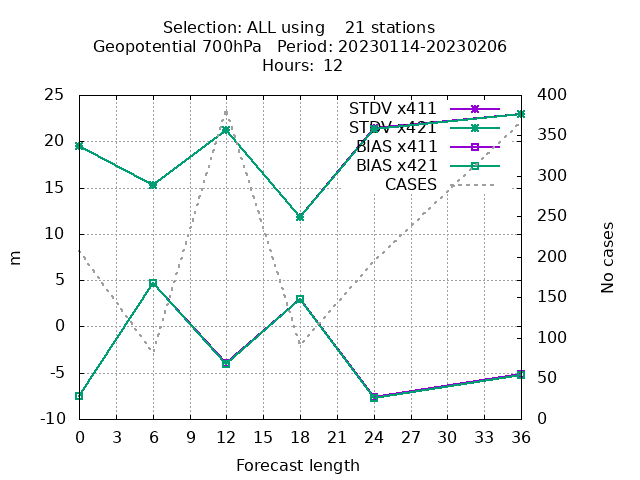 Selection: ALL using    21 stations
Geopotential 700hPa   Period: 20230114-20230206
Hours:  12
25
20
15
10
5
0
-5
-10
m
STDV x411
STDV x421
BIAS x411
BIAS x421
CASES
400
350
300
250
200
150
100
50
0
No cases
0 3 6 9 12 15 18 21 24 27 30 33 36
Forecast length